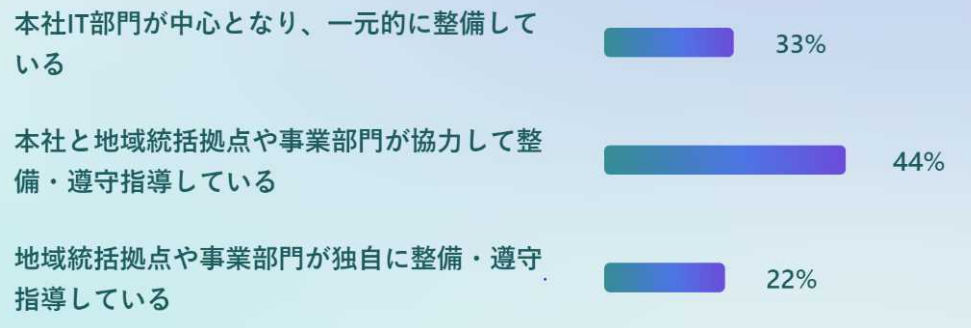 本社IT部門が中心となり、一元的に整備して
いる
33%
本社と地域統括拠点や事業部門が協力して整
備・遵守指導している
44%
地域統括拠点や事業部門が独自に整備・遵守
指導している
22%